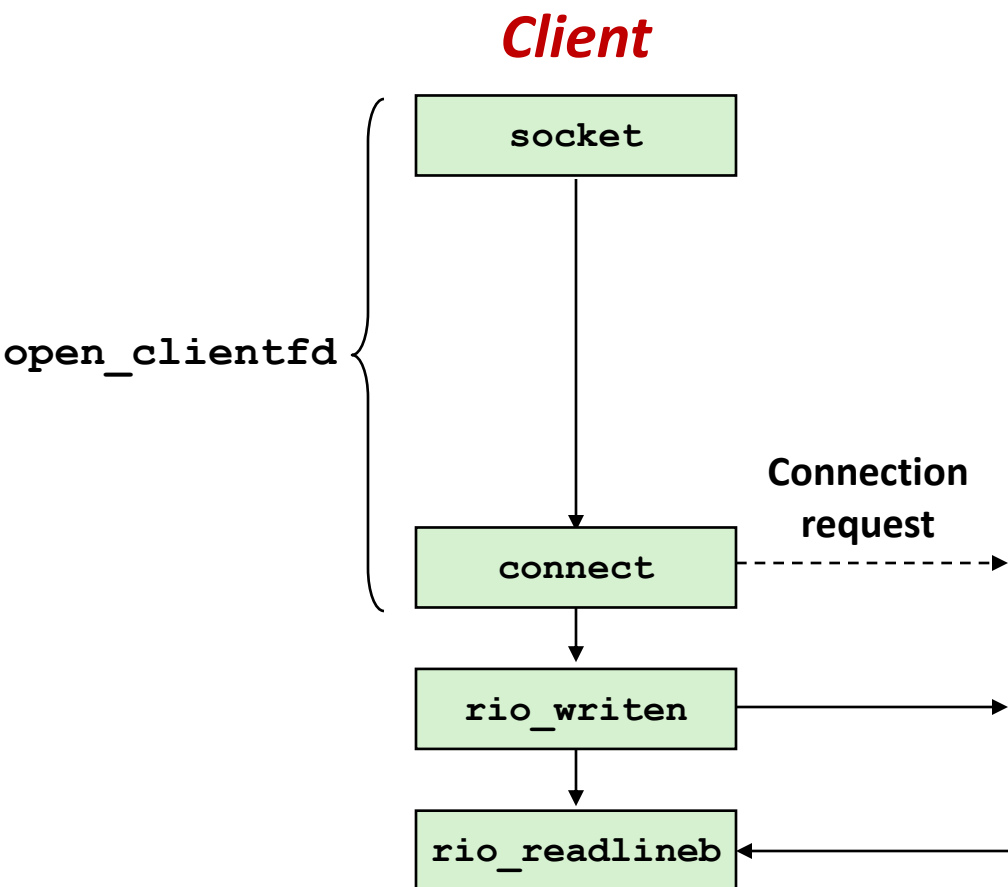 Client
socket
open_clientfd
Connection
request
connect
rio_writen
rio_readlineb